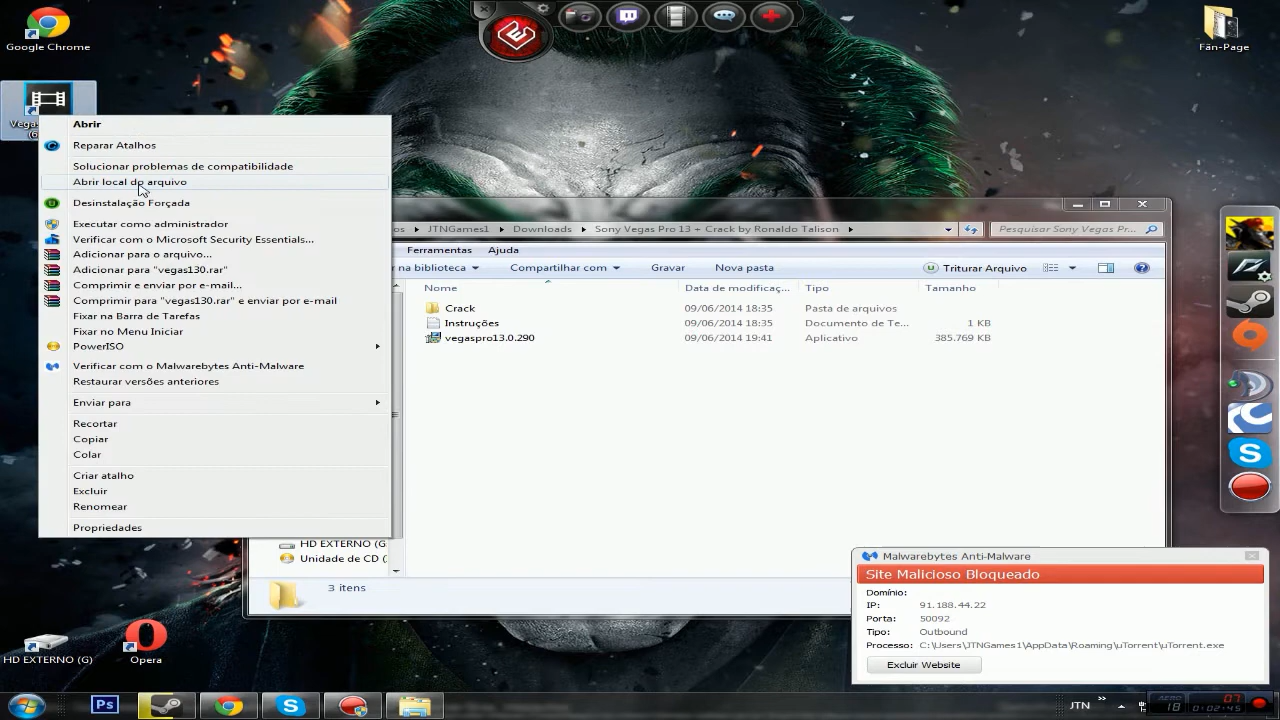 Google Chrome
Fãn-Page
Abrir
Reparar Atalhos
Solucionar problemas de compatibilidade
Abrir local do arquivo
Desinstalação Forçada
Executar como administrador
Verificar com o Microsoft Security Essentials...
Adicionar para o arquivo...
Adicionar para "vegas130.rar"
Comprimir e enviar por e-mail...
Comprimir para "vegas130.rar" e enviar por e-mail
Fixar na Barra de Tarefas
Fixar no Menu Iniciar
PowerISO
Verificar com o Malwarebytes Anti-Malware
Restaurar versões anteriores
Enviar para
Recortar
Copiar
Colar
Criar atalho
Excluir
Renomear
Propriedades
JTNGames1 Downloads Sony Vegas Pro 13 + Crack by Ronaldo Talison
Pesquisar Sony Vegas Pr...
Ferramentas Ajuda
na biblioteca Compartilhar com Gravar Nova pasta Triturar Arquivo
Nome Data de modificaç... Tipo Tamanho
Crack 09/06/2014 18:35 Pasta de arquivos
Instruções 09/06/2014 18:35 Documento de Te... 1 KB
vegaspro13.0.290 09/06/2014 19:41 Aplicativo 385.769 KB
HD EXTERNO (G
Unidade de CD (
3 itens
Malwarebytes Anti-Malware
Site Malicioso Bloqueado
Domínio:
IP: 91.188.44.22
Porta: 50092
Tipo: Outbound
Processo: C:\Users\JTNGames1\AppData\Roaming\uTorrent\uTorrent.exe
Excluir Website
HD EXTERNO (G)
Opera
Ps
JTN
AERO
18
07
0:02:45